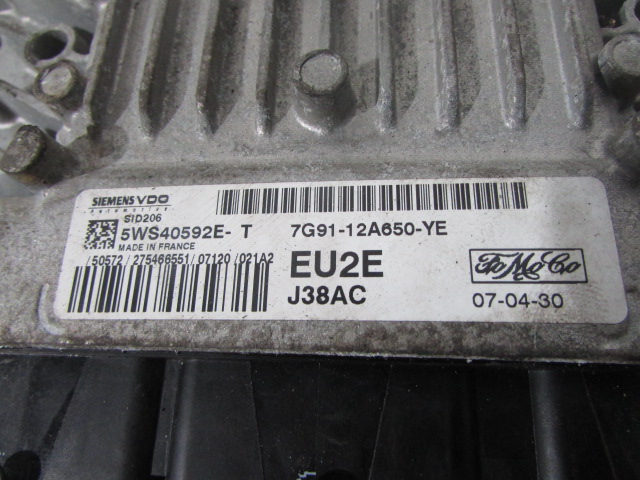 SIEMENS VDO
Automotive
SID206
5WS40592E- T
MADE IN FRANCE
/50572/275466551/07120/021A2
7G91-12A650-YE
EU2E
J38AC
FoMoCo
07-04-30